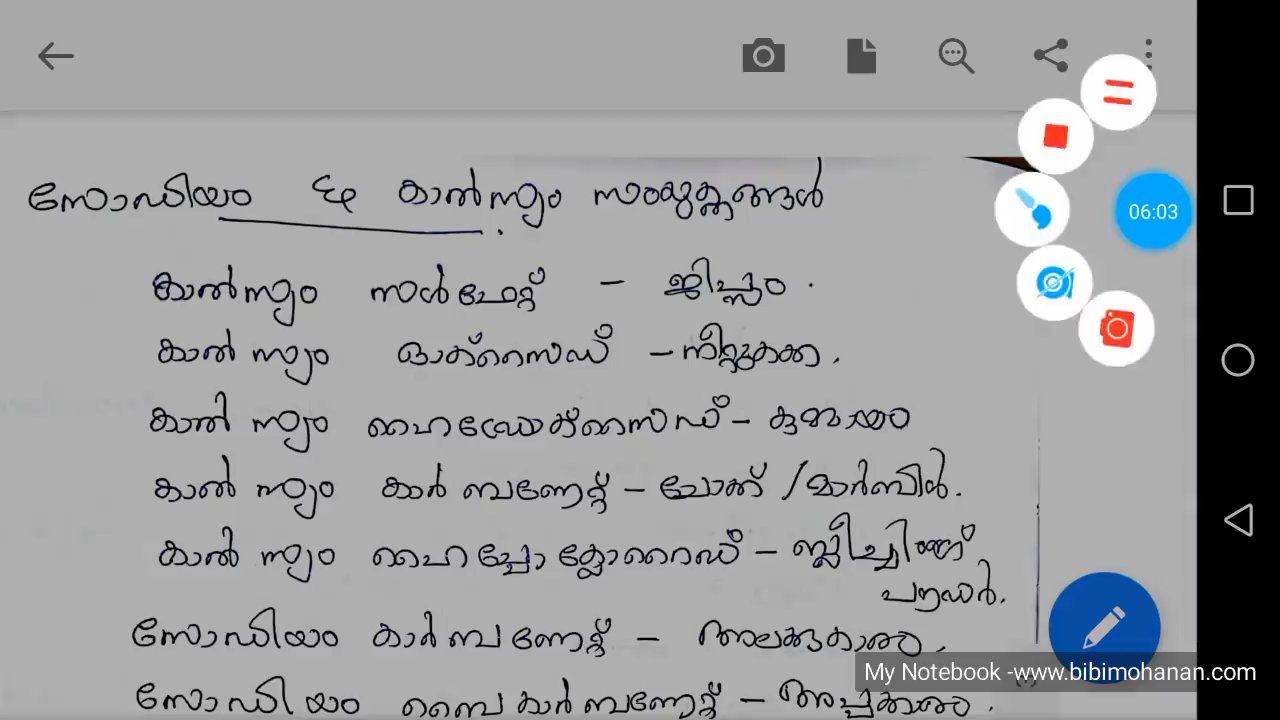 06:03
സോഡിയം & കാൽസ്യം സംയുക്തങ്ങൾ
കാൽസ്യം സൾഫേറ്റ് - ജിപ്സം.
കാൽസ്യം ഓക്സൈഡ് - നീറ്റുകക്ക.
കാൽസ്യം ഹൈഡ്രോക്സൈഡ് - കുമ്മായം
കാൽസ്യം കാർബണേറ്റ് - ചോക്ക് / മാർബിൾ.
കാൽസ്യം ഹൈപ്പോക്ലോറൈഡ് - ബ്ലീച്ചിങ്ങ്
പൗഡർ.
സോഡിയം കാർബണേറ്റ് - അലക്കുകാരം.
സോഡിയം ബൈകാർബണേറ്റ് - അപ്പക്കാരം.
My Notebook -www.bibimohanan.com